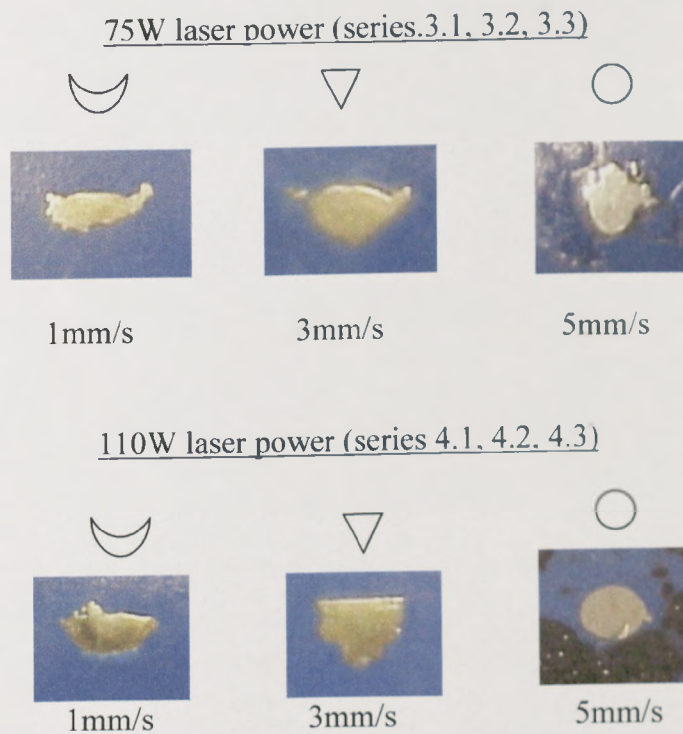 75W laser power (series.3.1, 3.2, 3.3)
1mm/s 3mm/s 5mm/s
110W laser power (series 4.1, 4.2, 4.3)
1mm/s 3mm/s 5mm/s